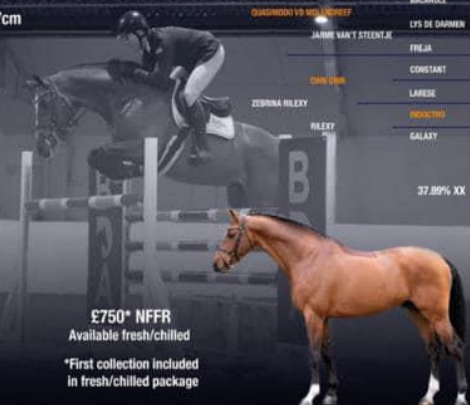 7cm
QUASIMODO VD MOLENDREEF
LYS DE DARMEN
JARME VAN'T STEENTJE
FREJA
CONSTANT
CHIN CHIN
LARESE
ZEBRINA RILEXY
INDOCTRO
RILEXY
GALAXY
37.89% XX
B
£750* NFFR
Available fresh/chilled
*First collection included
in fresh/chilled package